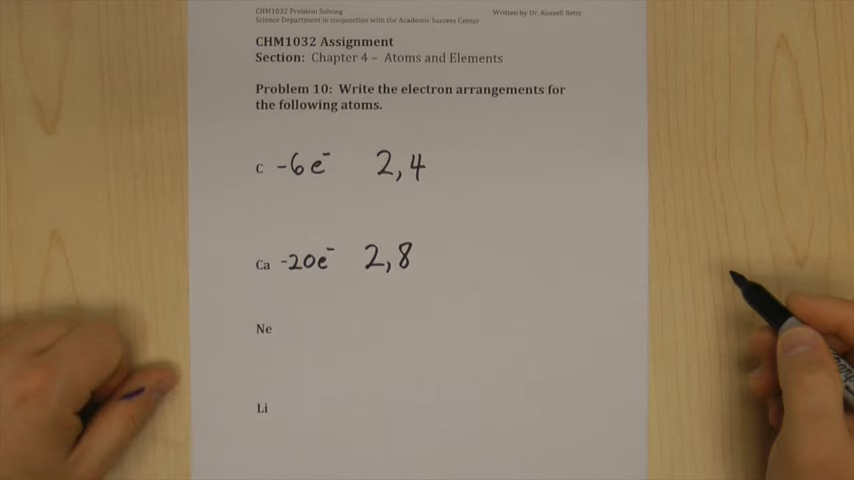 CHM1032 Problem Solving Written by Dr. Russell Betts
Science Department in conjunction with the Academic Success Center
CHM1032 Assignment
Section: Chapter 4 – Atoms and Elements
Problem 10: Write the electron arrangements for
the following atoms.
C -6e⁻ 2,4
Ca -20e⁻ 2,8
Ne
Li